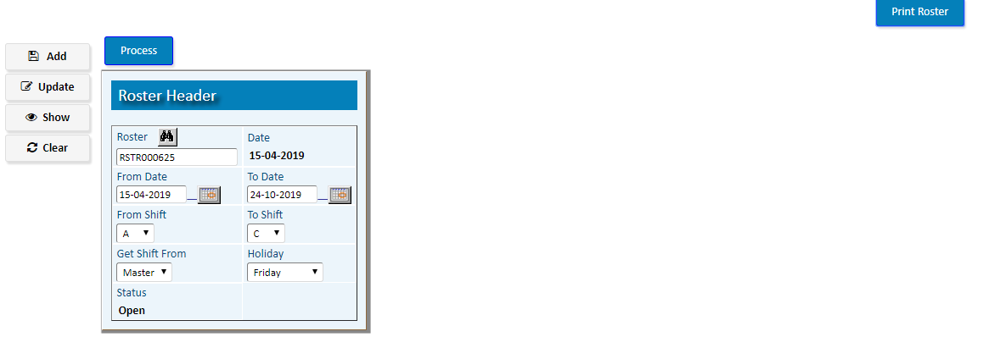 Print Roster
Process
Add
Update
Show
Clear
Roster Header
Roster
Date
RSTR000625
15-04-2019
From Date
To Date
15-04-2019
24-10-2019
From Shift
To Shift
A
C
Get Shift From
Holiday
Master
Friday
Status
Open